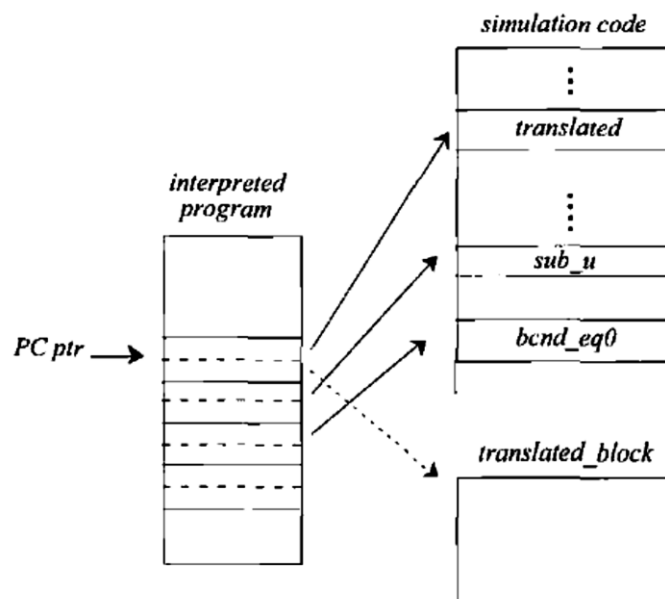 simulation code
translated
interpreted
program
sub_u
PC ptr
bcnd_eq0
translated_block